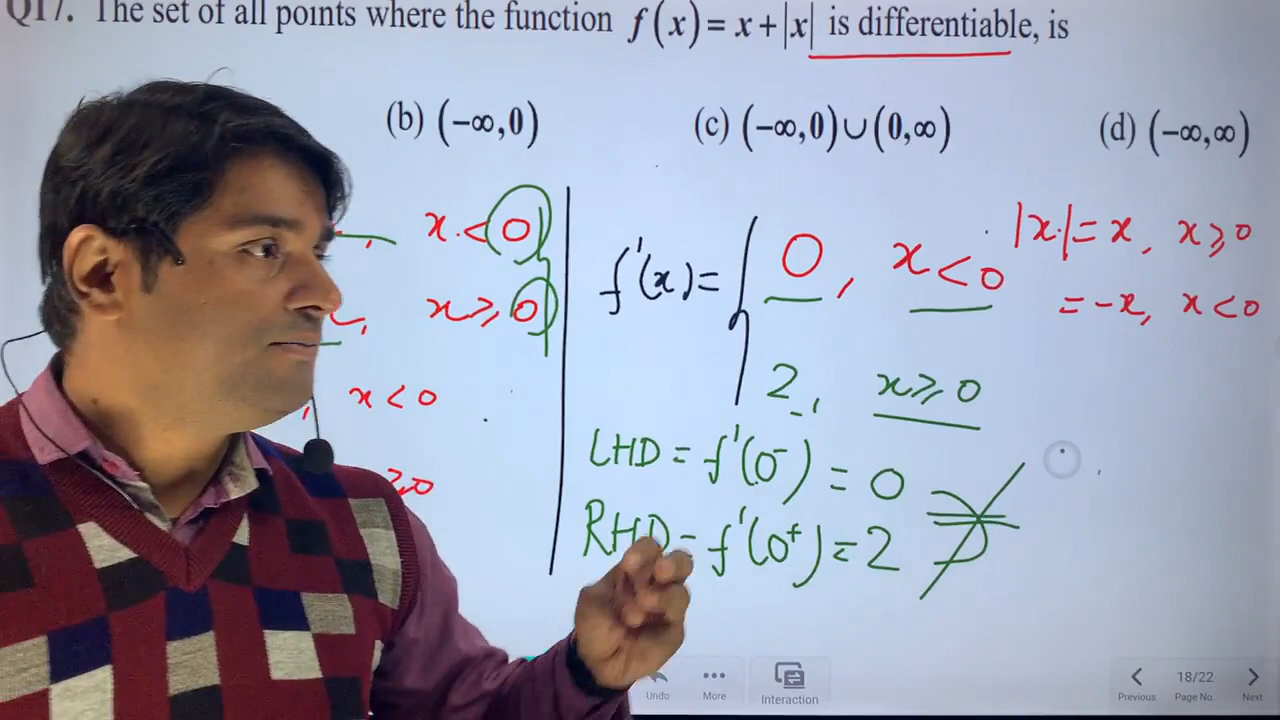 Q17. The set of all points where the function f(x) = x + |x| is differentiable, is
(b) (-∞,0)
(c) (-∞,0)∪(0,∞)
(d) (-∞,∞)
, x < 0
x ≥ 0
, x < 0
≥0
f'(x) = { 0, x < 0
2, x ≥ 0
|x| = x, x ≥ 0
= -x, x < 0
LHD = f'(0⁻) = 0
RHD = f'(0⁺) = 2
Undo
More
Interaction
Previous
18/22
Page No.
Next